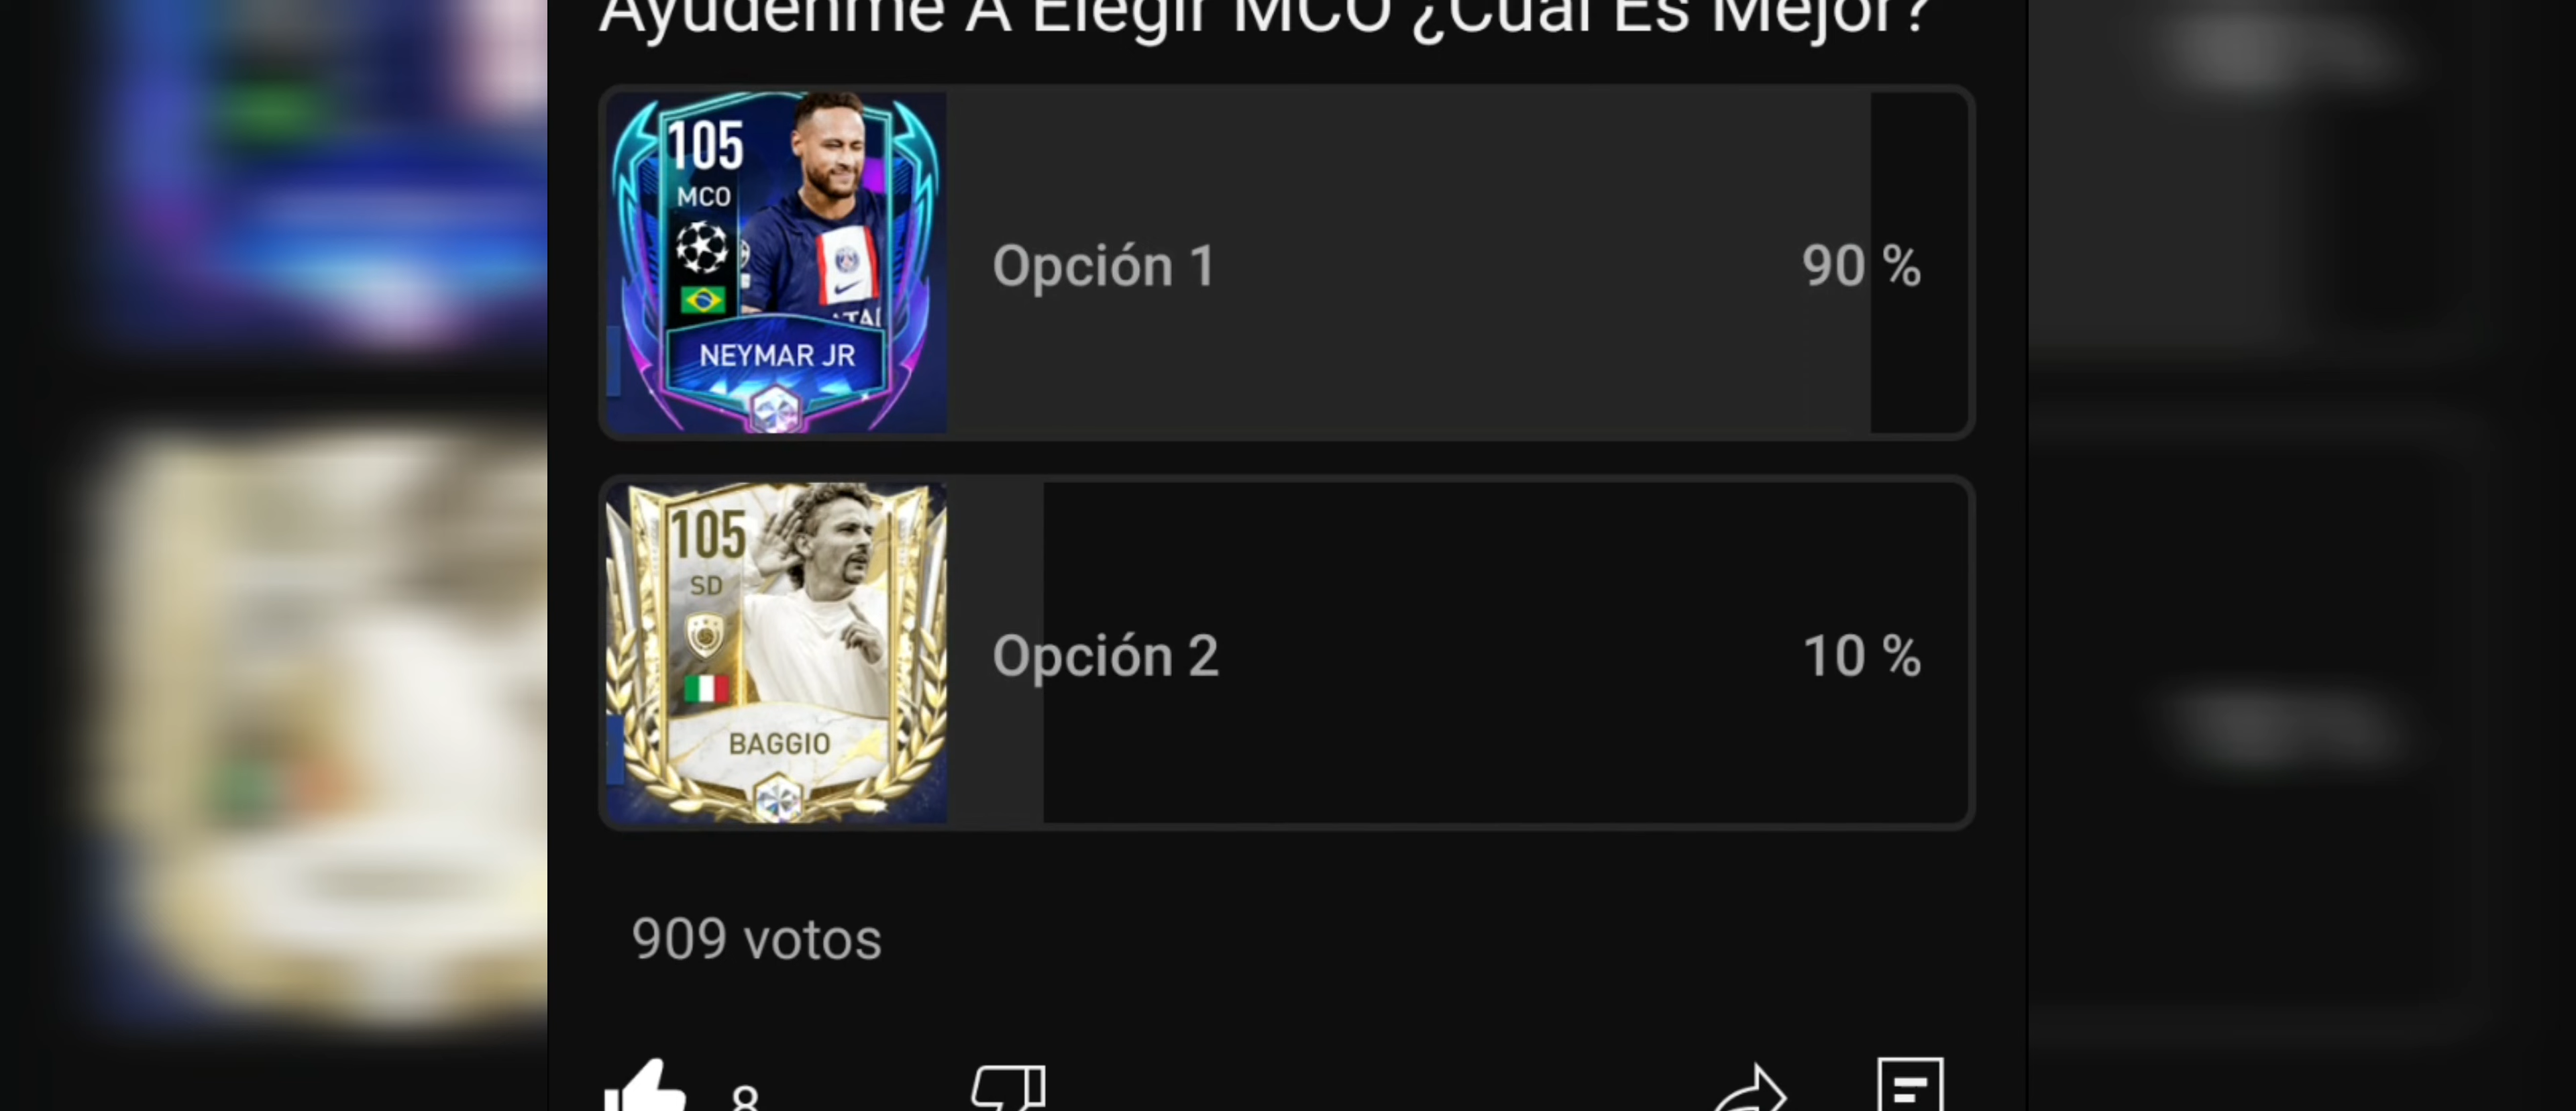 Ayúdenme A Elegir MCO ¿Cuál Es Mejor?
105
MCO
NEYMAR JR
Opción 1
90 %
105
SD
BAGGIO
Opción 2
10 %
909 votos
8